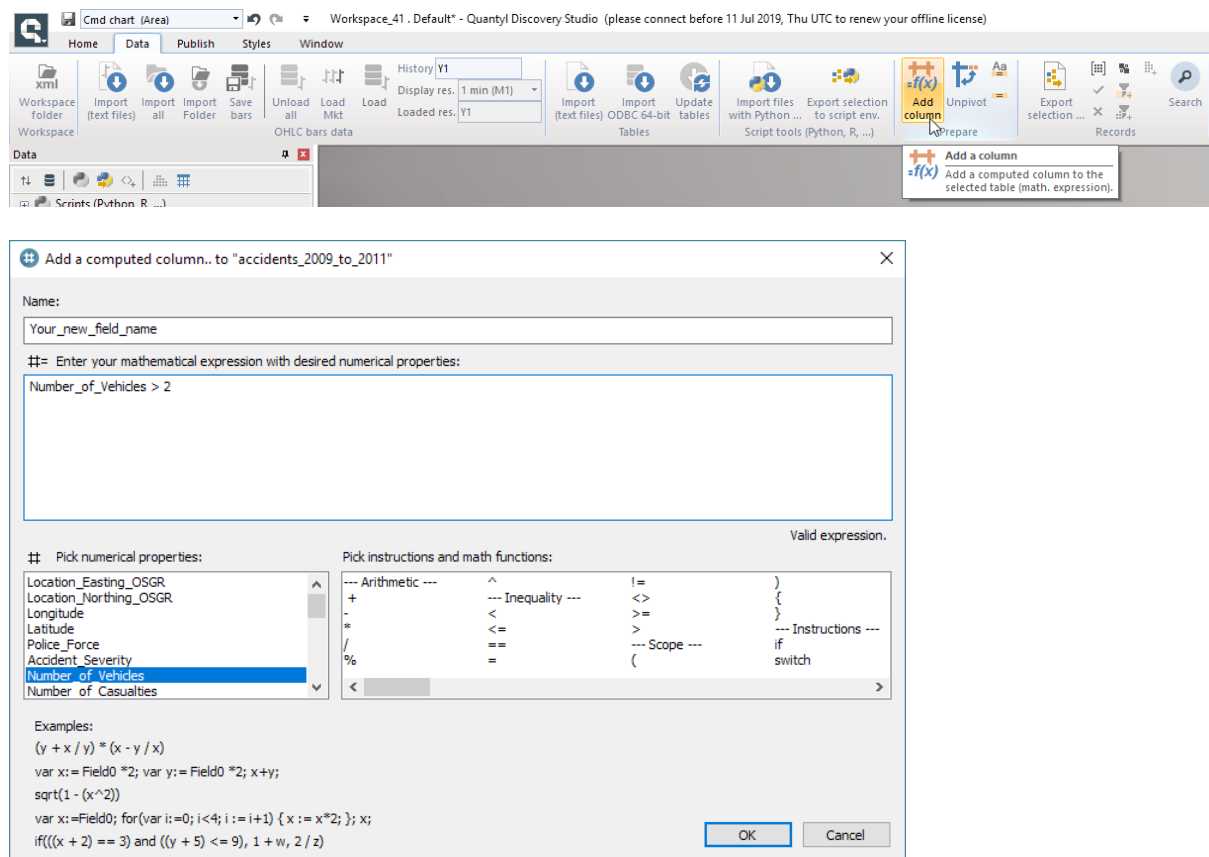 Cmd chart (Area)
Workspace_41 . Default* - Quantyl Discovery Studio (please connect before 11 Jul 2019, Thu UTC to renew your offline license)
Home Data Publish Styles Window
xml
Workspace folder
Import (text files)
Import all
Import Folder
Save bars
Unload all
Load Mkt
Load
History Y1
Display res. 1 min (M1)
Loaded res. Y1
Import (text files)
Import ODBC 64-bit
Update tables
Import files with Python ...
Export selection to script env.
=f(x)
Add column
Unpivot
Aa
Export selection ...
Search
Workspace
OHLC bars data
Tables
Script tools (Python, R, ...)
Prepare
Records
Data
Scripts (Python, R, ...)
=f(x)
Add a column
Add a computed column to the
selected table (math. expression).
Add a computed column.. to "accidents_2009_to_2011"
Name:
Your_new_field_name
#= Enter your mathematical expression with desired numerical properties:
Number_of_Vehicles > 2
Valid expression.
# Pick numerical properties:
Location_Easting_OSGR
Location_Northing_OSGR
Longitude
Latitude
Police_Force
Accident_Severity
Number_of_Vehicles
Number_of_Casualties
Pick instructions and math functions:
--- Arithmetic --- ^ != )
+ --- Inequality --- <> {
- < >= }
* <= > --- Instructions ---
/ == --- Scope --- if
% = ( switch
Examples:
(y + x / y) * (x - y / x)
var x:= Field0 *2; var y:= Field0 *2; x+y;
sqrt(1 - (x^2))
var x:=Field0; for(var i:=0; i<4; i := i+1) { x := x*2; }; x;
if(((x + 2) == 3) and ((y + 5) <= 9), 1 + w, 2 / z)
OK Cancel